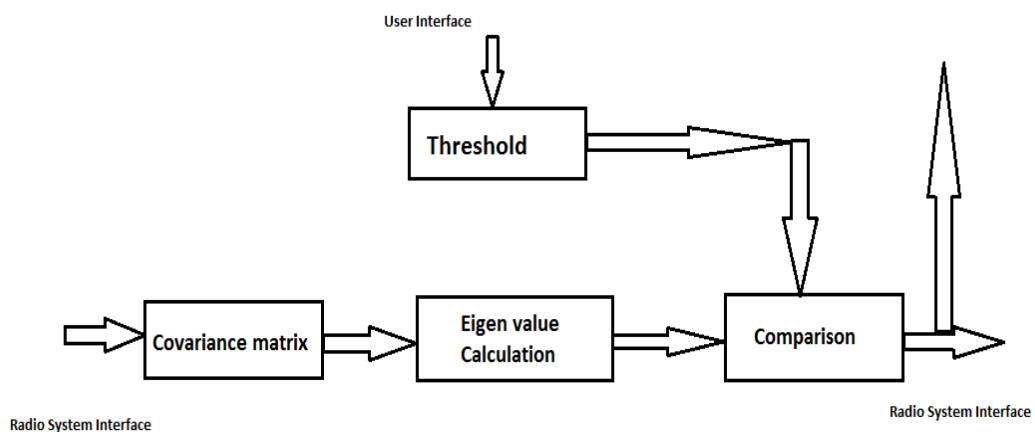 User Interface
Threshold
Covariance matrix
Eigen value
Calculation
Comparison
Radio System Interface
Radio System Interface